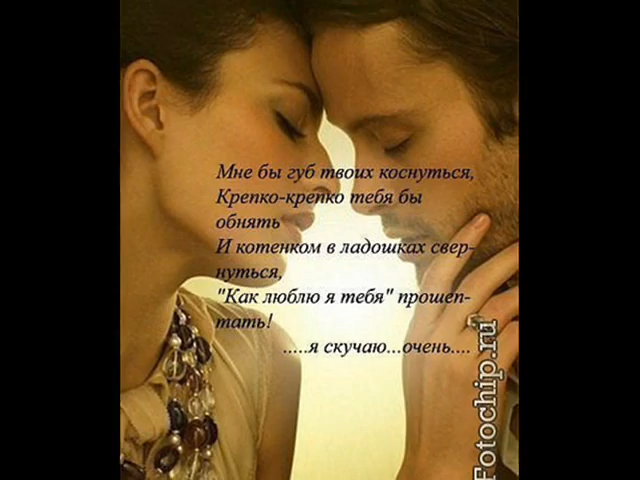 Мне бы губ твоих коснуться,
Крепко-крепко тебя бы
обнять
И котенком в ладошках свер-
нуться,
"Как люблю я тебя" прошеп-
тать!
.....я скучаю...очень....
Fotochip.ru